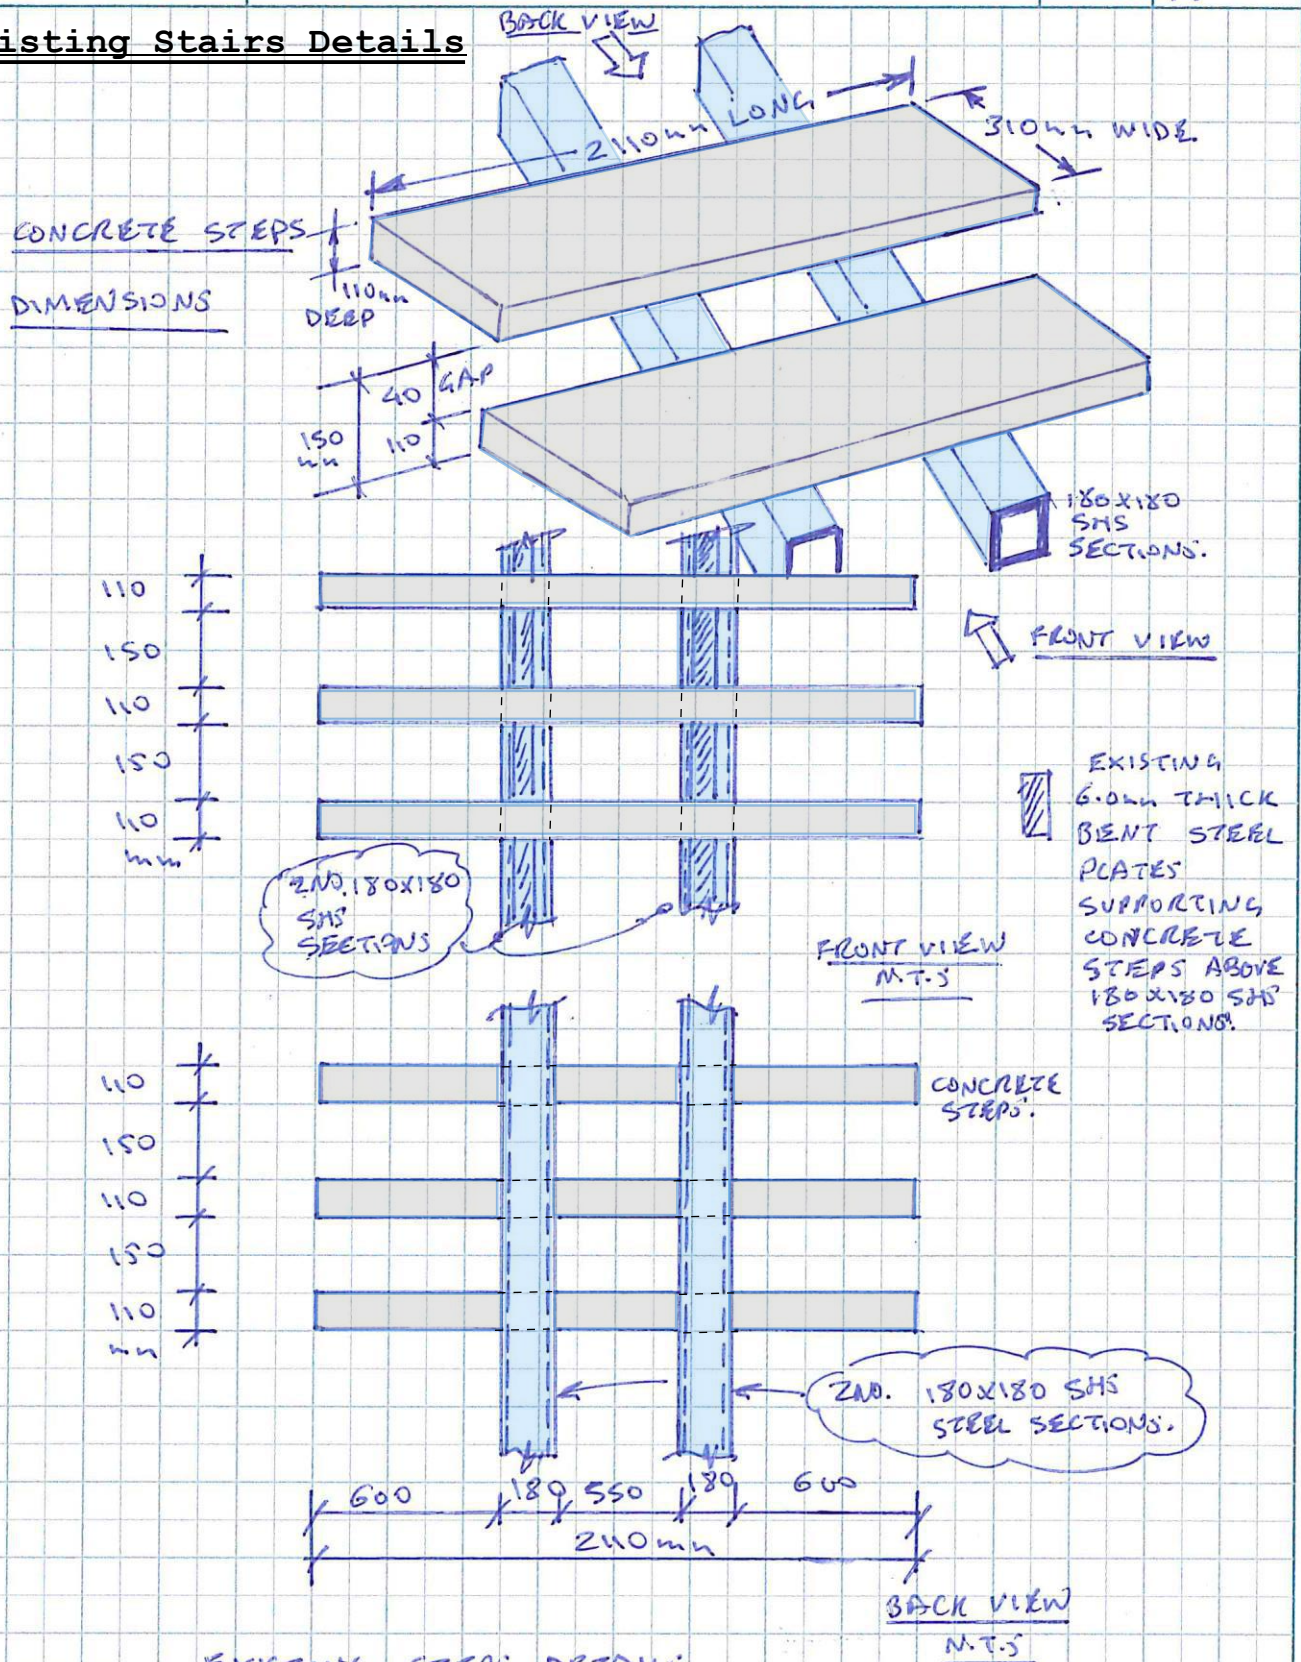 isting Stairs Details
BACK VIEW
2110mm LONG
310mm WIDE
CONCRETE STEPS
DIMENSIONS
110mm
DEEP
40 GAP
150
mm
110
180x180
SHS
SECTIONS.
110
150
110
150
110
mm
FRONT VIEW
EXISTING
6.0mm THICK
BENT STEEL
PLATES
SUPPORTING
CONCRETE
STEPS ABOVE
180x180 SHS
SECTIONS.
2NO. 180x180
SHS
SECTIONS
FRONT VIEW
N.T.S
110
150
110
150
110
mm
CONCRETE
STEPS.
2NO. 180x180 SHS
STEEL SECTIONS.
600 180 550 180 600
2110mm
BACK VIEW
N.T.S